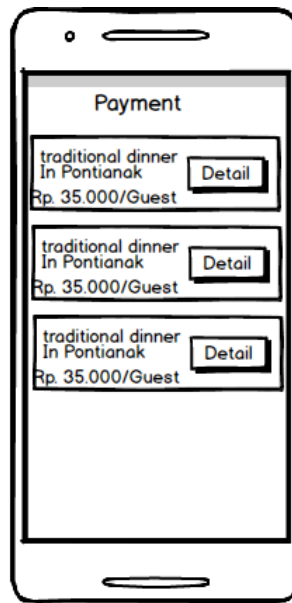 Payment
traditional dinner
In Pontianak
Detail
Rp. 35.000/Guest
traditional dinner
In Pontianak
Detail
Rp. 35.000/Guest
traditional dinner
In Pontianak
Detail
Rp. 35.000/Guest